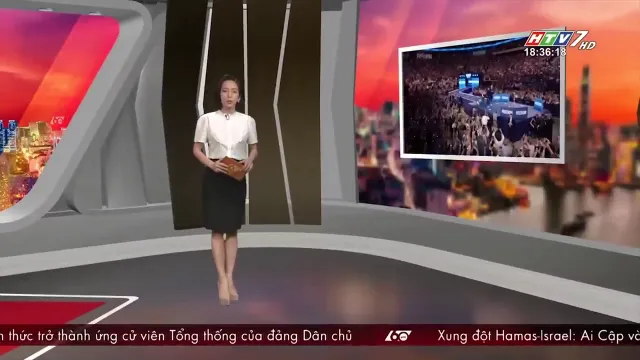 HTV7 HD
18:36:18
n thức trở thành ứng cử viên Tổng thống của đảng Dân chủ 60 Xung đột Hamas-Israel: Ai Cập và